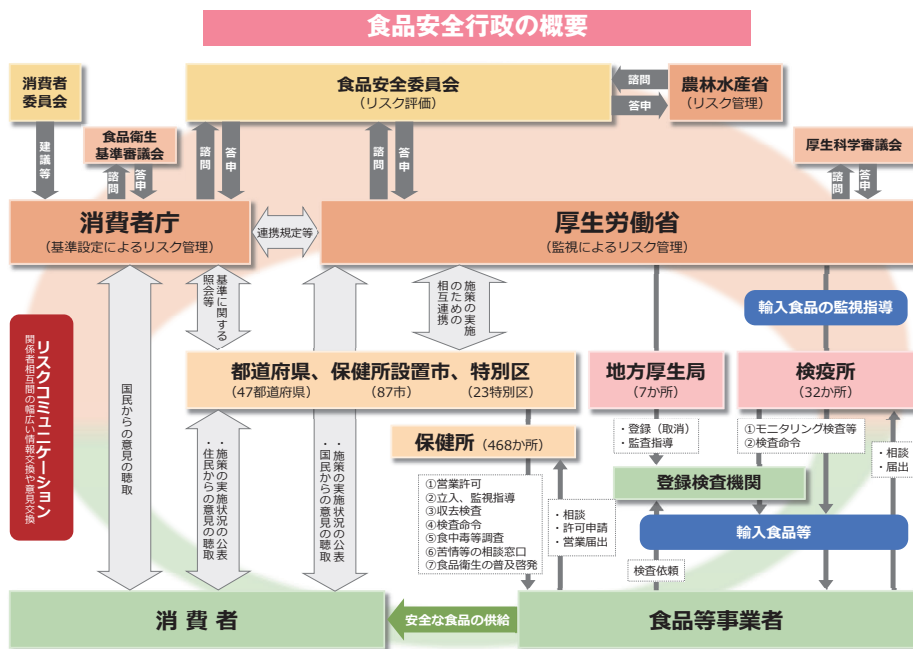 食品安全行政の概要
消費者
委員会
食品安全委員会
(リスク評価)
諮問
答申
農林水産省
(リスク管理)
建議等
食品衛生
基準審議会
諮問
答申
諮問
答申
諮問
答申
厚生科学審議会
諮問
答申
消費者庁
(基準設定によるリスク管理)
連携規定等
厚生労働省
(監視によるリスク管理)
基準に関する
照会等
施策の実施
のための
相互連携
輸入食品の監視指導
リスクコミュニケーション
関係者相互間の幅広い情報交換や意見交換
国民からの意見の聴取
都道府県、保健所設置市、特別区
(47都道府県) (87市) (23特別区)
地方厚生局
(7か所)
検疫所
(32か所)
・施策の実施状況の公表
・住民からの意見の聴取
・施策の実施状況の公表
・国民からの意見の聴取
保健所 (468か所)
・登録(取消)
・監査指導
①モニタリング検査等
②検査命令
・相談
・届出
登録検査機関
①営業許可
②立入、監視指導
③収去検査
④検査命令
⑤食中毒等調査
⑥苦情等の相談窓口
⑦食品衛生の普及啓発
・相談
・許可申請
・営業届出
輸入食品等
検査依頼
消費者
安全な食品の供給
食品等事業者